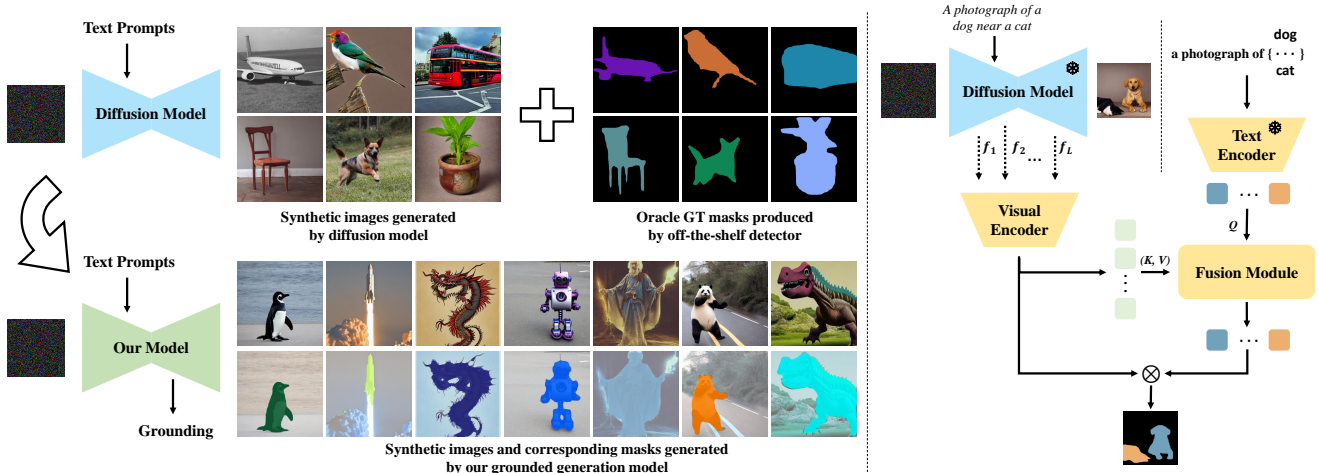 Text Prompts
Diffusion Model
Synthetic images generated
by diffusion model
Oracle GT masks produced
by off-the-shelf detector
Text Prompts
Our Model
Grounding
Synthetic images and corresponding masks generated
by our grounded generation model
A photograph of a
dog near a cat
Diffusion Model
f1
f2
...
fL
Visual
Encoder
dog
a photograph of { ... }
cat
Text
Encoder
...
Q
(K, V)
Fusion Module
...